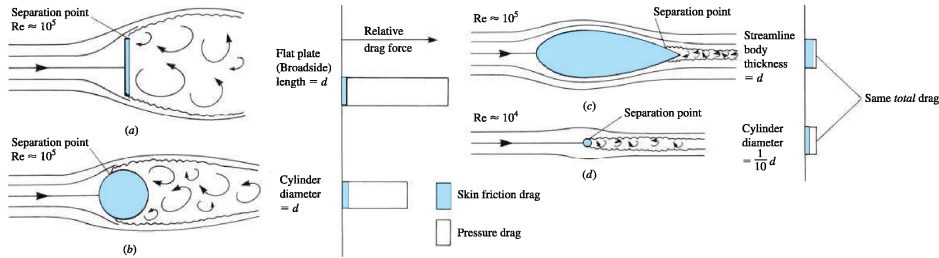 Separation point
Re ≈ 10⁵
(a)
Flat plate
(Broadside)
length = d
Relative
drag force
Separation point
Re ≈ 10⁵
(b)
Cylinder
diameter
= d
Skin friction drag
Pressure drag
Re ≈ 10⁵
Separation point
(c)
Streamline
body
thickness
= d
Re ≈ 10⁴
Separation point
(d)
Cylinder
diameter
= 1/10 d
Same total drag